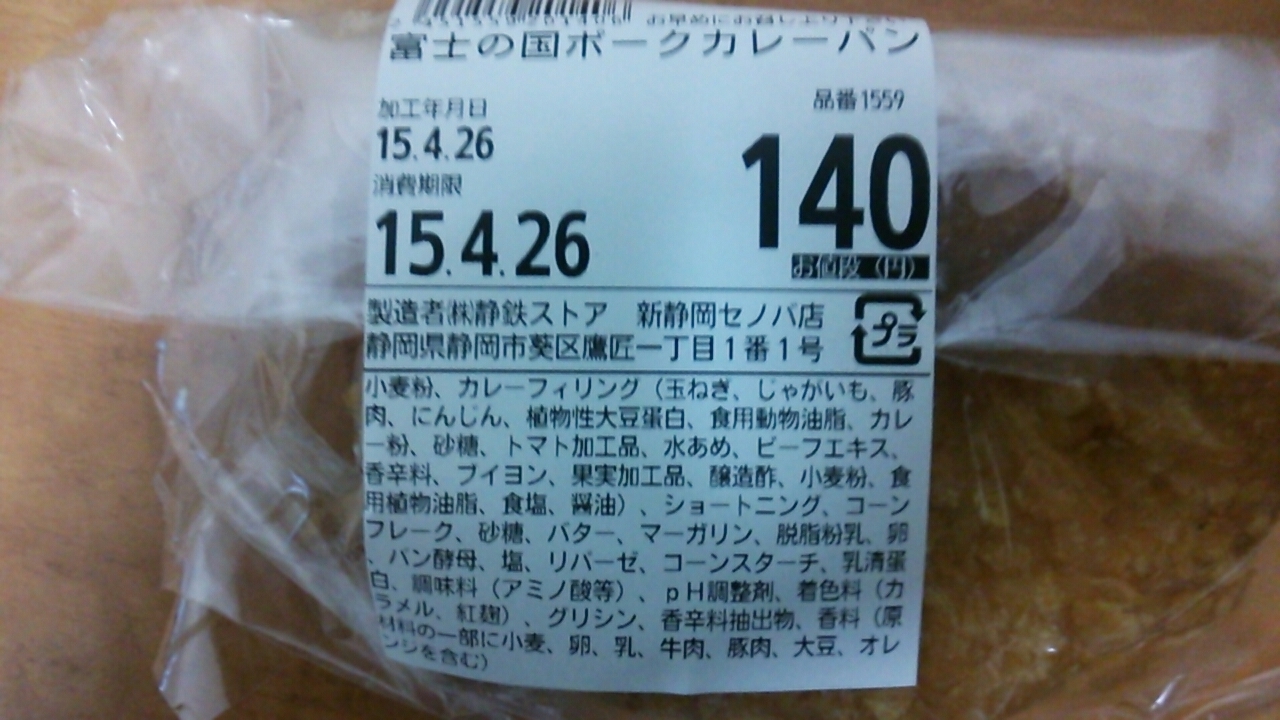 お早めにお召し上り下さい
富士の国ポークカレーパン
加工年月日
品番1559
15.4.26
140
消費期限
15.4.26
お値段(円)
製造者㈱静鉄ストア 新静岡セノバ店
静岡県静岡市葵区鷹匠一丁目1番1号
プラ
小麦粉、カレーフィリング(玉ねぎ、じゃがいも、豚
肉、にんじん、植物性大豆蛋白、食用動物油脂、カレ
ー粉、砂糖、トマト加工品、水あめ、ビーフエキス、
香辛料、ブイヨン、果実加工品、醸造酢、小麦粉、食
用植物油脂、食塩、醤油)、ショートニング、コーン
フレーク、砂糖、バター、マーガリン、脱脂粉乳、卵
、パン酵母、塩、リパーゼ、コーンスターチ、乳清蛋
白、調味料(アミノ酸等)、pH調整剤、着色料(カ
ラメル、紅麹)、グリシン、香辛料抽出物、香料(原
材料の一部に小麦、卵、乳、牛肉、豚肉、大豆、オレ
ンジを含む)